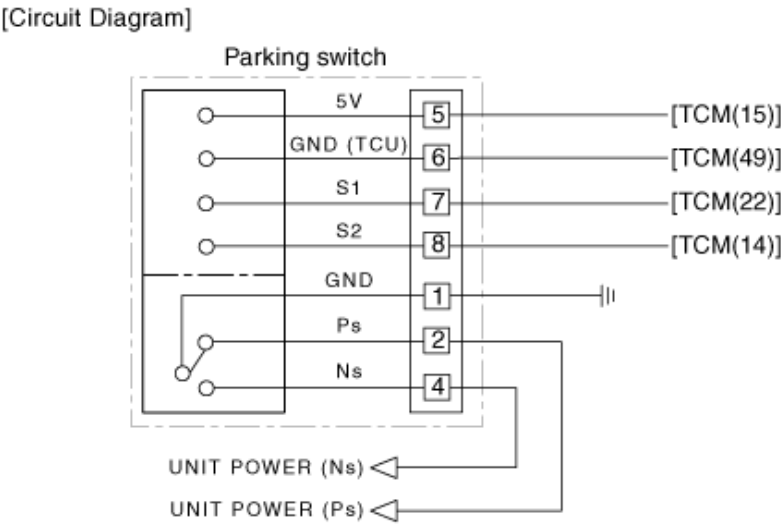 [Circuit Diagram]
Parking switch
5V 5 [TCM(15)]
GND (TCU) 6 [TCM(49)]
S1 7 [TCM(22)]
S2 8 [TCM(14)]
GND 1
Ps 2
Ns 4
UNIT POWER (Ns)
UNIT POWER (Ps)